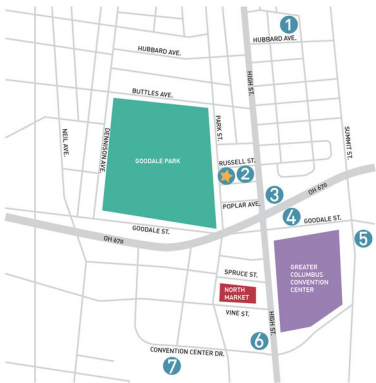 1
HUBBARD AVE.
HUBBARD AVE.
HIGH ST.
BUTTLES AVE.
PARK ST.
NEIL AVE.
DENNISON AVE.
SUMMIT ST.
GOODALE PARK
RUSSELL ST.
2
3
OH 670
POPLAR AVE.
4
GOODALE ST.
GOODALE ST.
5
OH 670
SPRUCE ST.
GREATER
COLUMBUS
CONVENTION
CENTER
NORTH
MARKET
VINE ST.
HIGH ST.
6
CONVENTION CENTER DR.
7